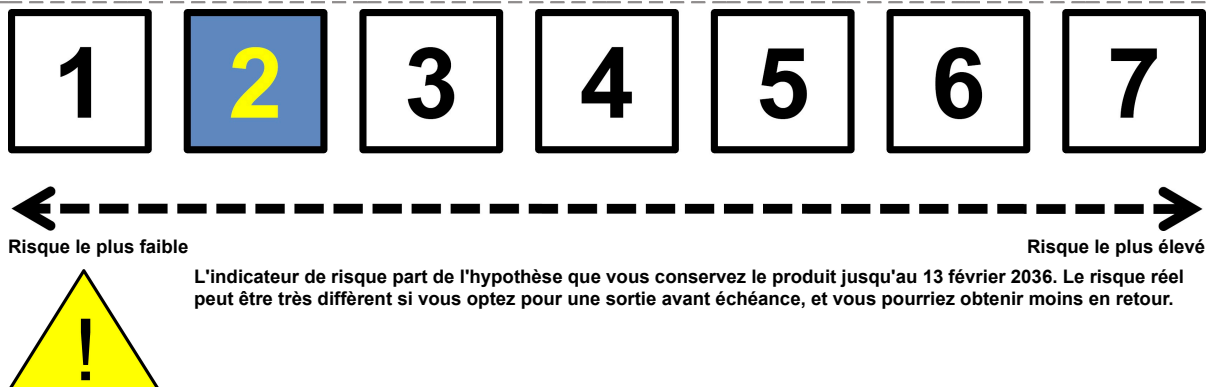 1 2 3 4 5 6 7
Risque le plus faible Risque le plus élevé
L'indicateur de risque part de l'hypothèse que vous conservez le produit jusqu'au 13 février 2036. Le risque réel
peut être très diffèrent si vous optez pour une sortie avant échéance, et vous pourriez obtenir moins en retour.
!